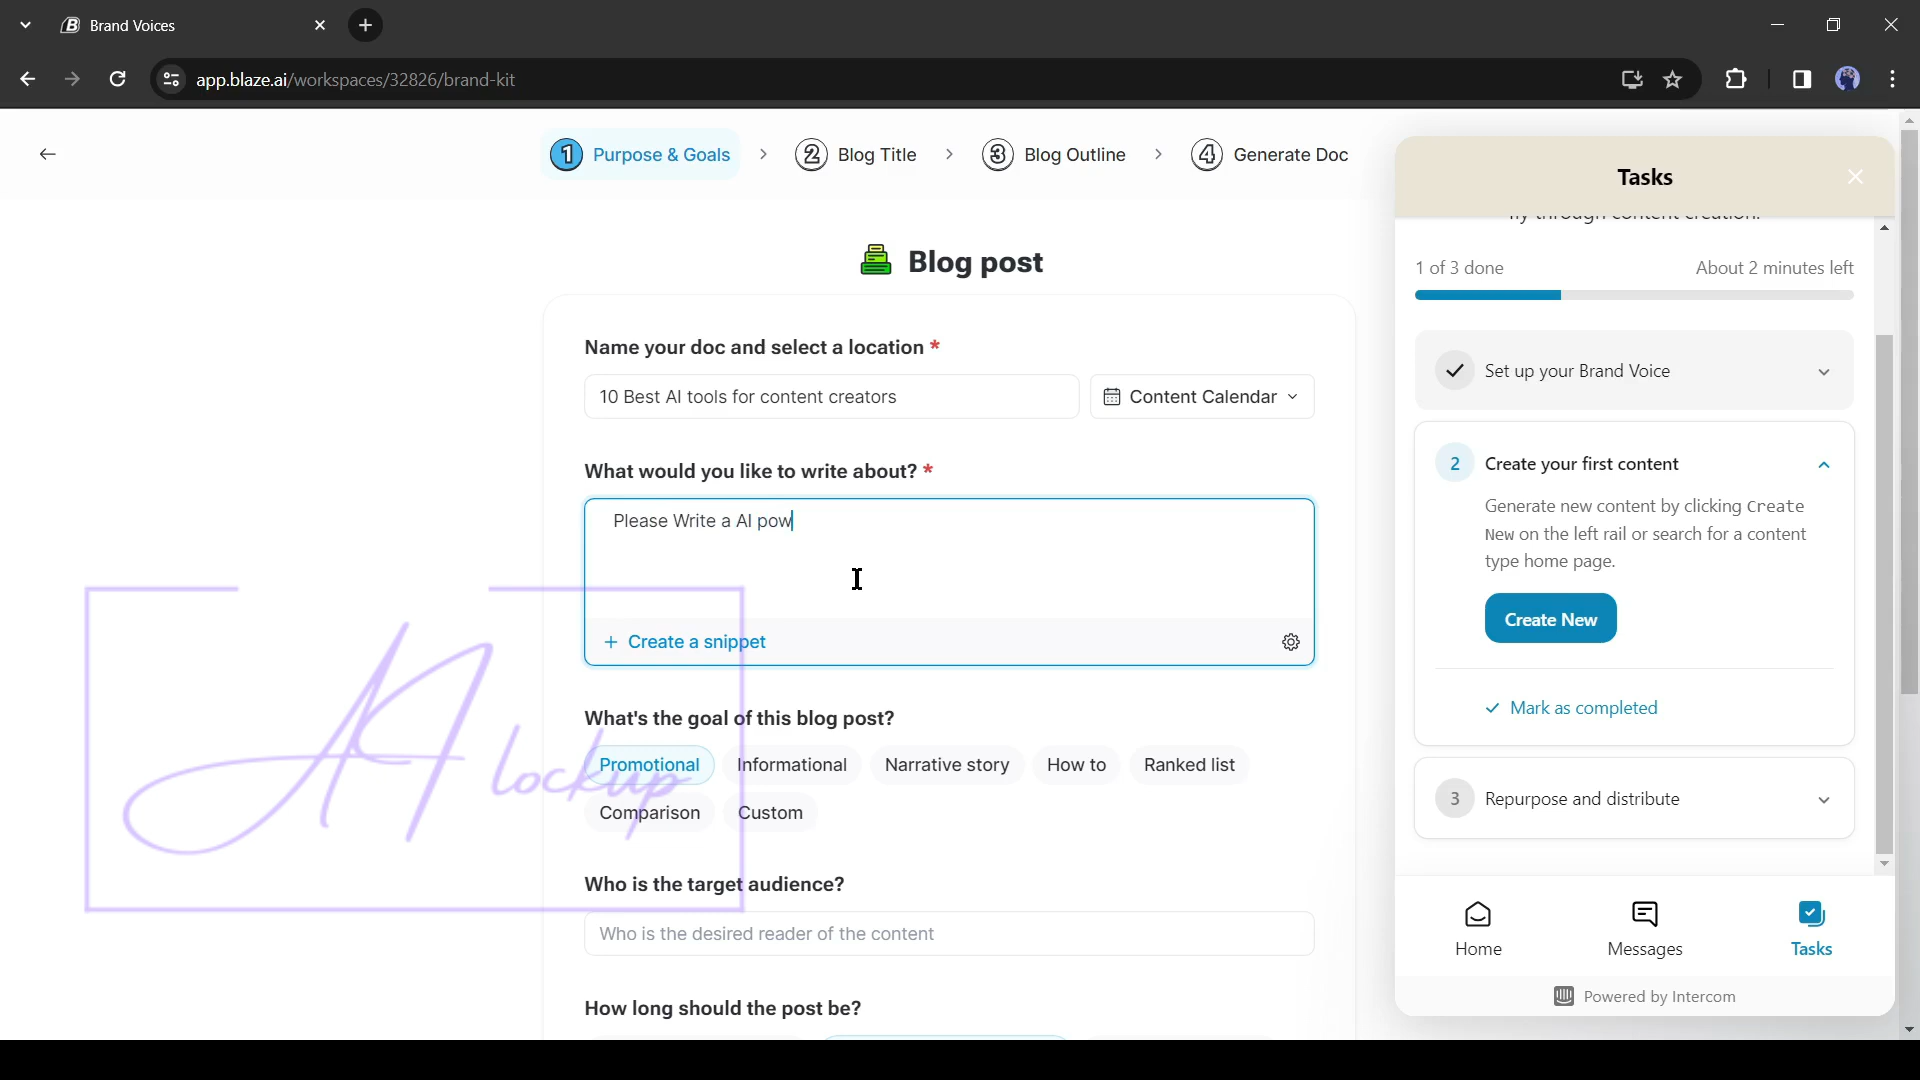 Brand Voices
app.blaze.ai/workspaces/32826/brand-kit
1 Purpose & Goals
2 Blog Title
3 Blog Outline
4 Generate Doc
Blog post
Name your doc and select a location *
10 Best AI tools for content creators
Content Calendar
What would you like to write about? *
Please Write a AI pow
+ Create a snippet
What's the goal of this blog post?
Promotional Informational Narrative story How to Ranked list
Comparison Custom
Who is the target audience?
Who is the desired reader of the content
How long should the post be?
AI lockup
Tasks
fly through content creation.
1 of 3 done About 2 minutes left
Set up your Brand Voice
2 Create your first content
Generate new content by clicking Create
New on the left rail or search for a content
type home page.
Create New
Mark as completed
3 Repurpose and distribute
Home Messages Tasks
Powered by Intercom